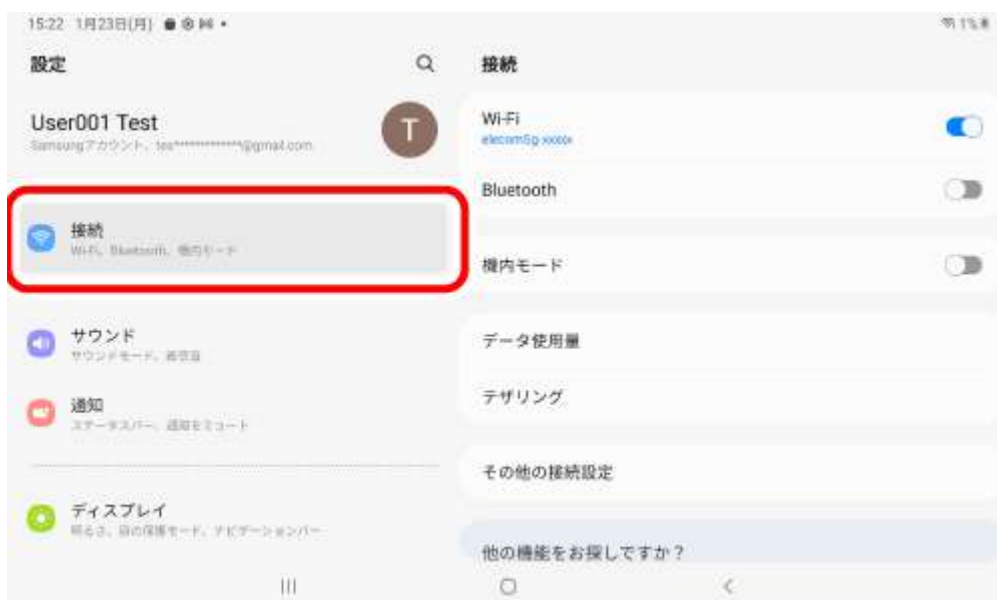 15:22 1月23日(月)
1%
設定
User001 Test
Samsungアカウント、tes**************@gmail.com
T
接続
Wi-Fi、Bluetooth、機内モード
サウンド
サウンドモード、着信音
通知
ステータスバー、通知をミュート
ディスプレイ
明るさ、目の保護モード、ナビゲーションバー
接続
Wi-Fi
elecom5g-xxxxx
Bluetooth
機内モード
データ使用量
テザリング
その他の接続設定
他の機能をお探しですか？